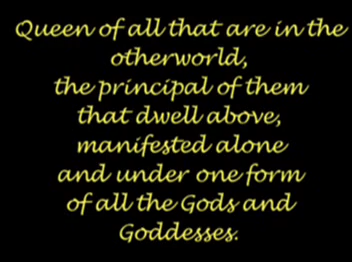 Queen of all that are in the
otherworld,
the principal of them
that dwell above,
manifested alone
and under one form
of all the Gods and
Goddesses.